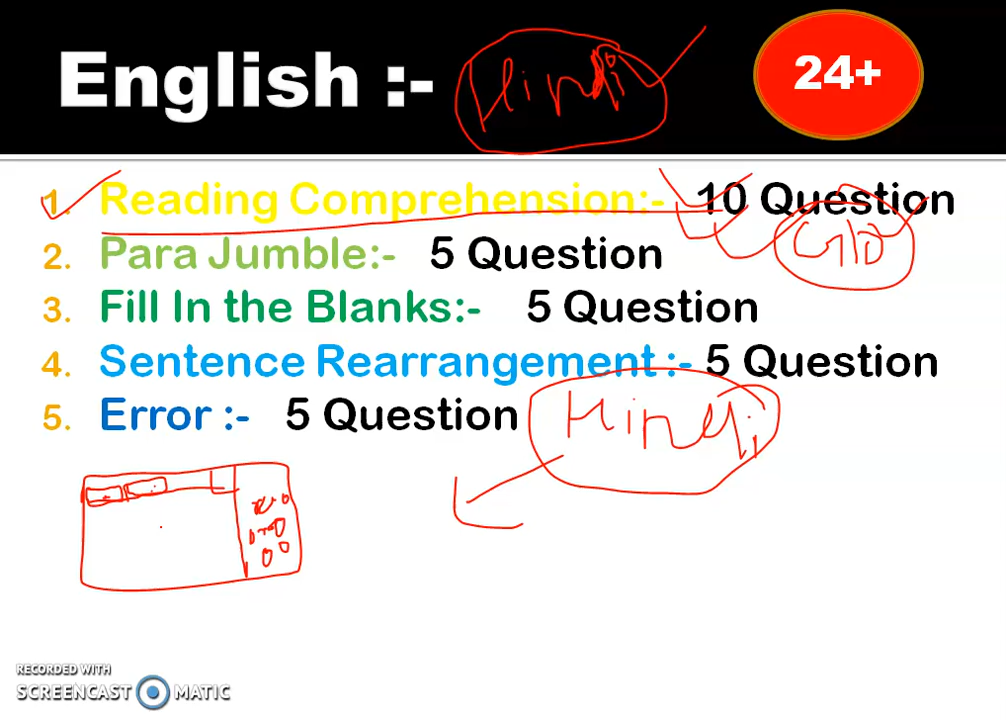 English :- Hindi 24+
1. Reading Comprehension:- 10 Question
2. Para Jumble:- 5 Question
3. Fill In the Blanks:- 5 Question
4. Sentence Rearrangement :- 5 Question
5. Error :- 5 Question Hindi
RECORDED WITH
SCREENCAST MATIC